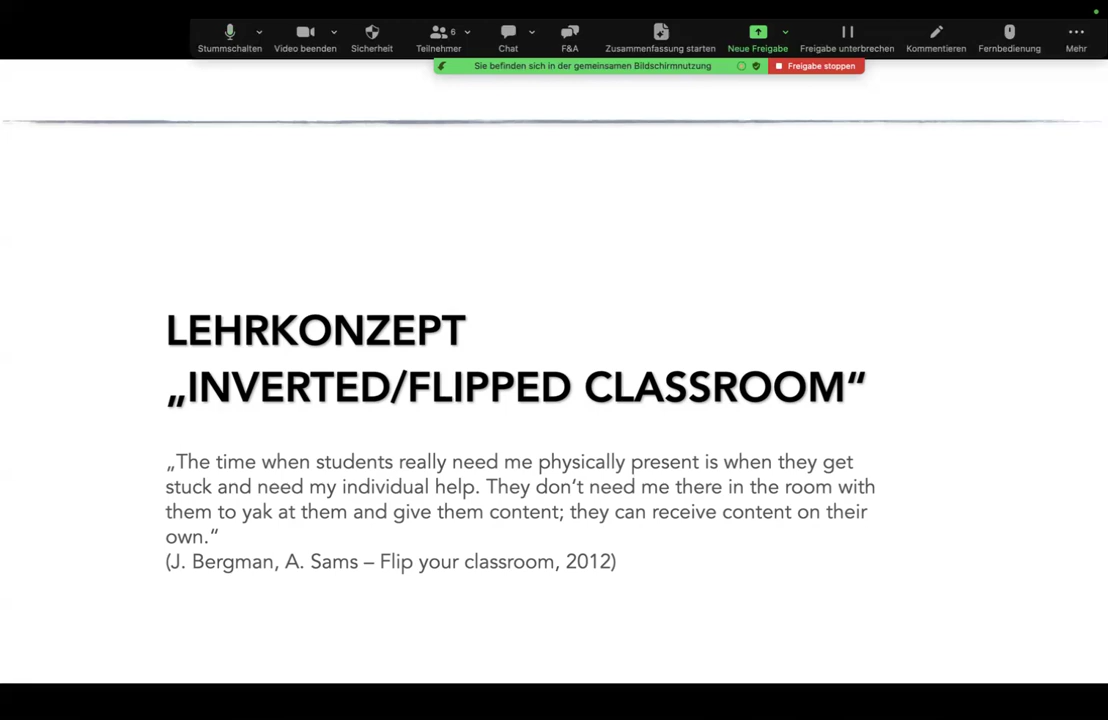 Stummschalten Video beenden Sicherheit Teilnehmer 6 Chat F&A Zusammenfassung starten Neue Freigabe Freigabe unterbrechen Kommentieren Fernbedienung Mehr
Sie befinden sich in der gemeinsamen Bildschirmnutzung Freigabe stoppen
LEHRKONZEPT
„INVERTED/FLIPPED CLASSROOM“
„The time when students really need me physically present is when they get
stuck and need my individual help. They don‘t need me there in the room with
them to yak at them and give them content; they can receive content on their
own.“
(J. Bergman, A. Sams – Flip your classroom, 2012)